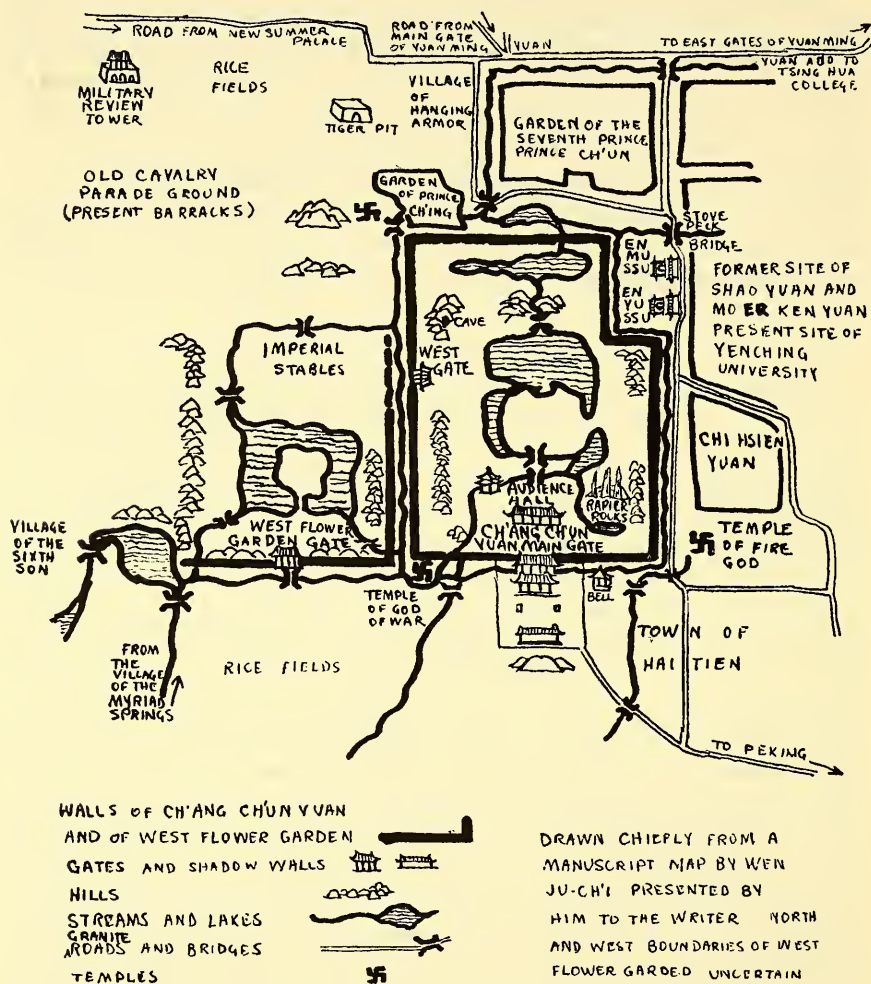 ROAD FROM NEW SUMMER
PALACE
ROAD FROM
MAIN GATE
OF YUAN MING
YUAN
TO EAST GATES OF YUAN MING
YUAN ADD TO
TSING HUA
COLLEGE
MILITARY
REVIEW
TOWER
RICE
FIELDS
TIGER PIT
VILLAGE
OF
HANGING
ARMOR
GARDEN OF THE
SEVENTH PRINCE
PRINCE CH'UN
OLD CAVALRY
PARADE GROUND
(PRESENT BARRACKS)
GARDEN
OF PRINCE
CH'ING
STOVE
PECK
BRIDGE
EN
MU
SSU
EN
YU
SSU
FORMER SITE OF
SHAO YUAN AND
MO ER KEN YUAN
PRESENT SITE OF
YENCHING
UNIVERSITY
CAVE
WEST
GATE
IMPERIAL
STABLES
CHI HSIEN
YUAN
AUDIENCE
HALL
RAPIER
ROCKS
CH'ANG CH'UN
YUAN MAIN GATE
WEST FLOWER
GARDEN GATE
VILLAGE
OF THE
SIXTH
SON
TEMPLE
OF FIRE
GOD
TEMPLE
OF GOD
OF WAR
BELL
TOWN OF
HAI TIEN
FROM
THE
VILLAGE
OF THE
MYRIAD
SPRINGS
RICE FIELDS
TO PEKING
WALLS OF CH'ANG CH'UN YUAN
AND OF WEST FLOWER GARDEN
GATES AND SHADOW WALLS
HILLS
STREAMS AND LAKES
GRANITE
ROADS AND BRIDGES
TEMPLES
DRAWN CHIEFLY FROM A
MANUSCRIPT MAP BY WEN
JU-CH'I PRESENTED BY
HIM TO THE WRITER NORTH
AND WEST BOUNDARIES OF WEST
FLOWER GARDED UNCERTAIN